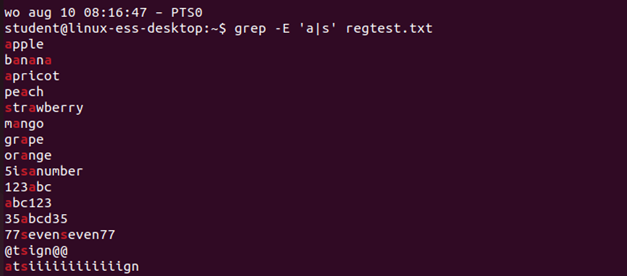 wo aug 10 08:16:47 – PTS0
student@linux-ess-desktop:~$ grep -E 'a|s' regtest.txt
apple
banana
apricot
peach
strawberry
mango
grape
orange
5isanumber
123abc
abc123
35abcd35
77sevenseven77
@tsign@@
atsiiiiiiiiiiiign